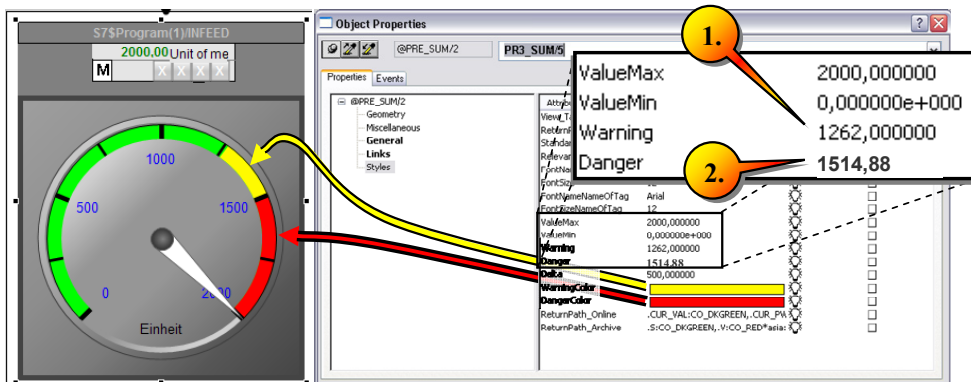 S7$Program(1)/INFEED
2000,00 Unit of me
M X X X X
500
1000
1500
0
2000
Einheit
Object Properties
@PRE_SUM/2
PR3_SUM/5
Properties
Events
@PRE_SUM/2
Geometry
Miscellaneous
General
Links
Styles
1.
ValueMax 2000,000000
ValueMin 0,000000e+000
Warning 1262,000000
Danger 1514,88
2.
FontNameNameOfTag Arial
FontSizeNameOfTag 12
ValueMax 2000,000000
ValueMin 0,000000e+000
Warning 1262,000000
Danger 1514,88
Delta 500,000000
WarningColor
DangerColor
ReturnPath_Online .CUR_VAL:CO_DKGREEN,.CUR_PV
ReturnPath_Archive .S:CO_DKGREEN,.V:CO_RED*asia: